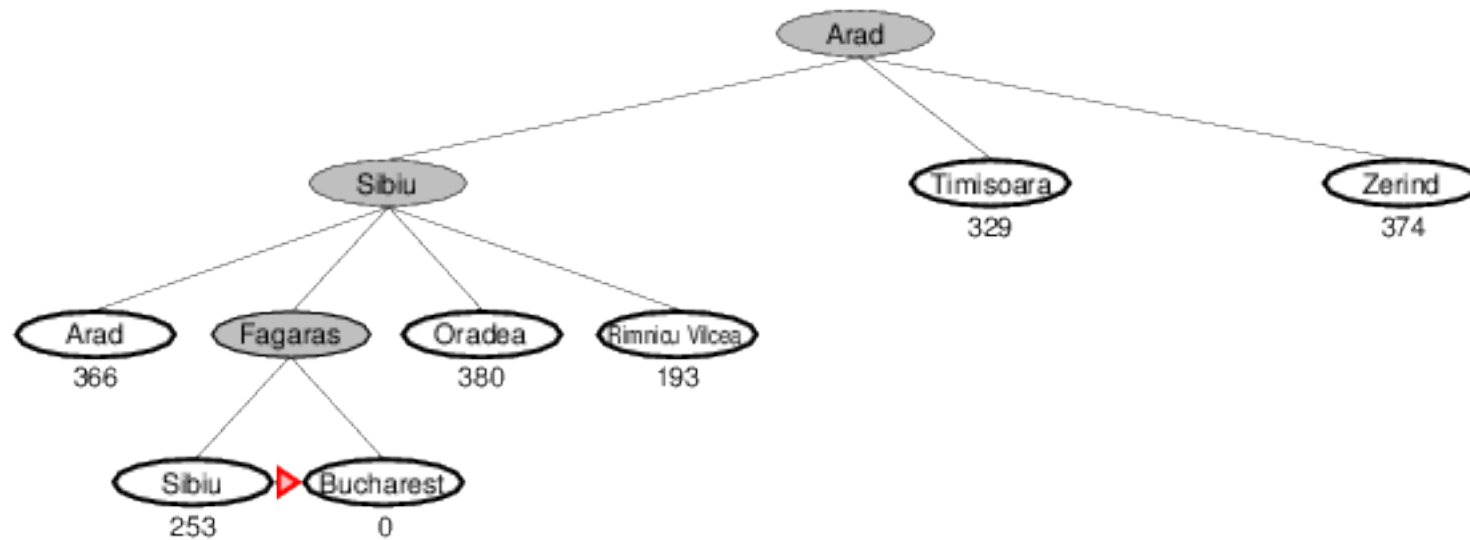 Arad
Sibiu
Timisoara
Zerind
329
374
Arad
Fagaras
Oradea
Rimnicu Vilcea
366
380
193
Sibiu
Bucharest
253
0